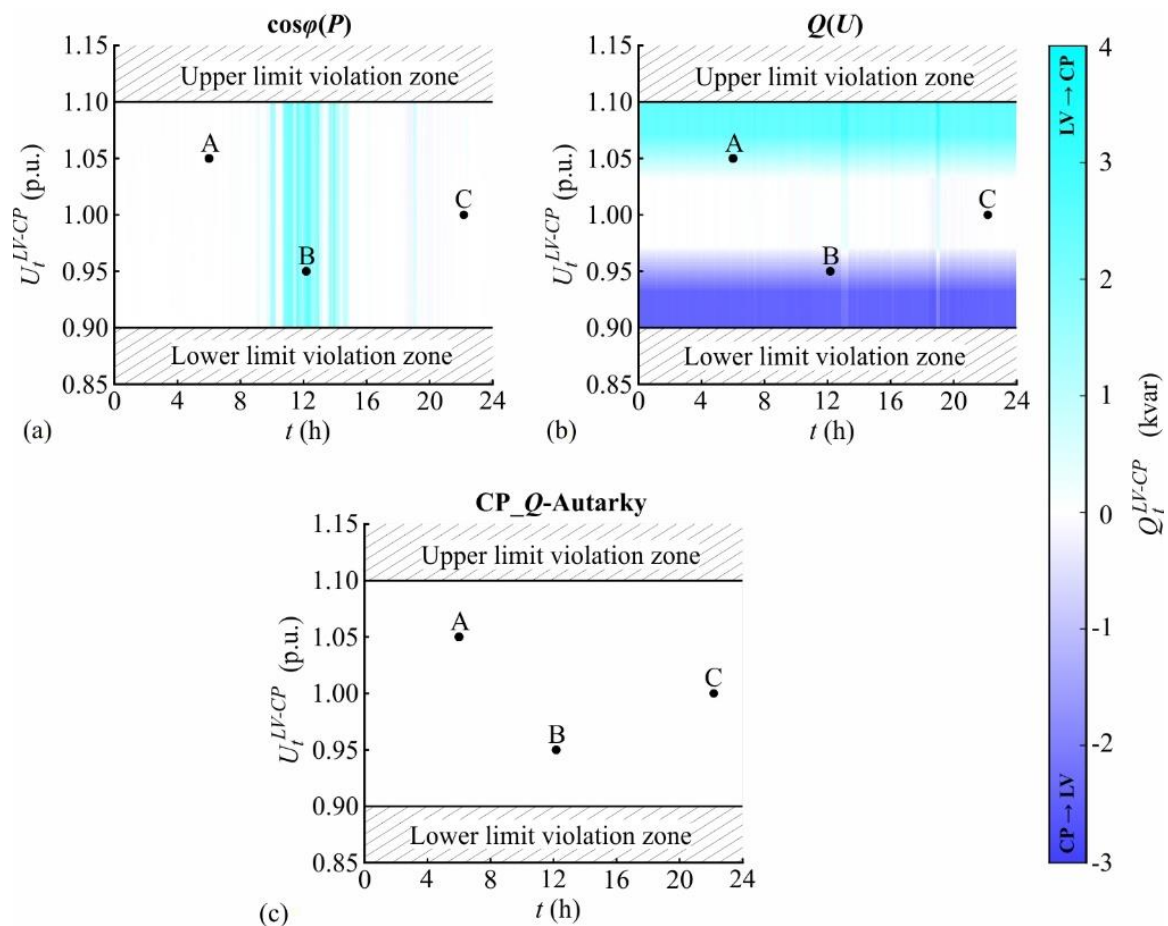 cosφ(P)
1.15
Upper limit violation zone
1.10
A
1.05
1.00
C
B
0.95
0.90
Lower limit violation zone
0.85
0 4 8 12 16 20 24
U_t^{LV-CP} (p.u.)
t (h)
(a)
Q(U)
1.15
Upper limit violation zone
1.10
A
1.05
1.00
C
B
0.95
0.90
Lower limit violation zone
0.85
0 4 8 12 16 20 24
U_t^{LV-CP} (p.u.)
t (h)
(b)
4
LV → CP
3
2
1
0
-1
-2
CP → LV
-3
Q_t^{LV-CP} (kvar)
CP_Q-Autarky
1.15
Upper limit violation zone
1.10
A
1.05
1.00
C
B
0.95
0.90
Lower limit violation zone
0.85
0 4 8 12 16 20 24
U_t^{LV-CP} (p.u.)
t (h)
(c)